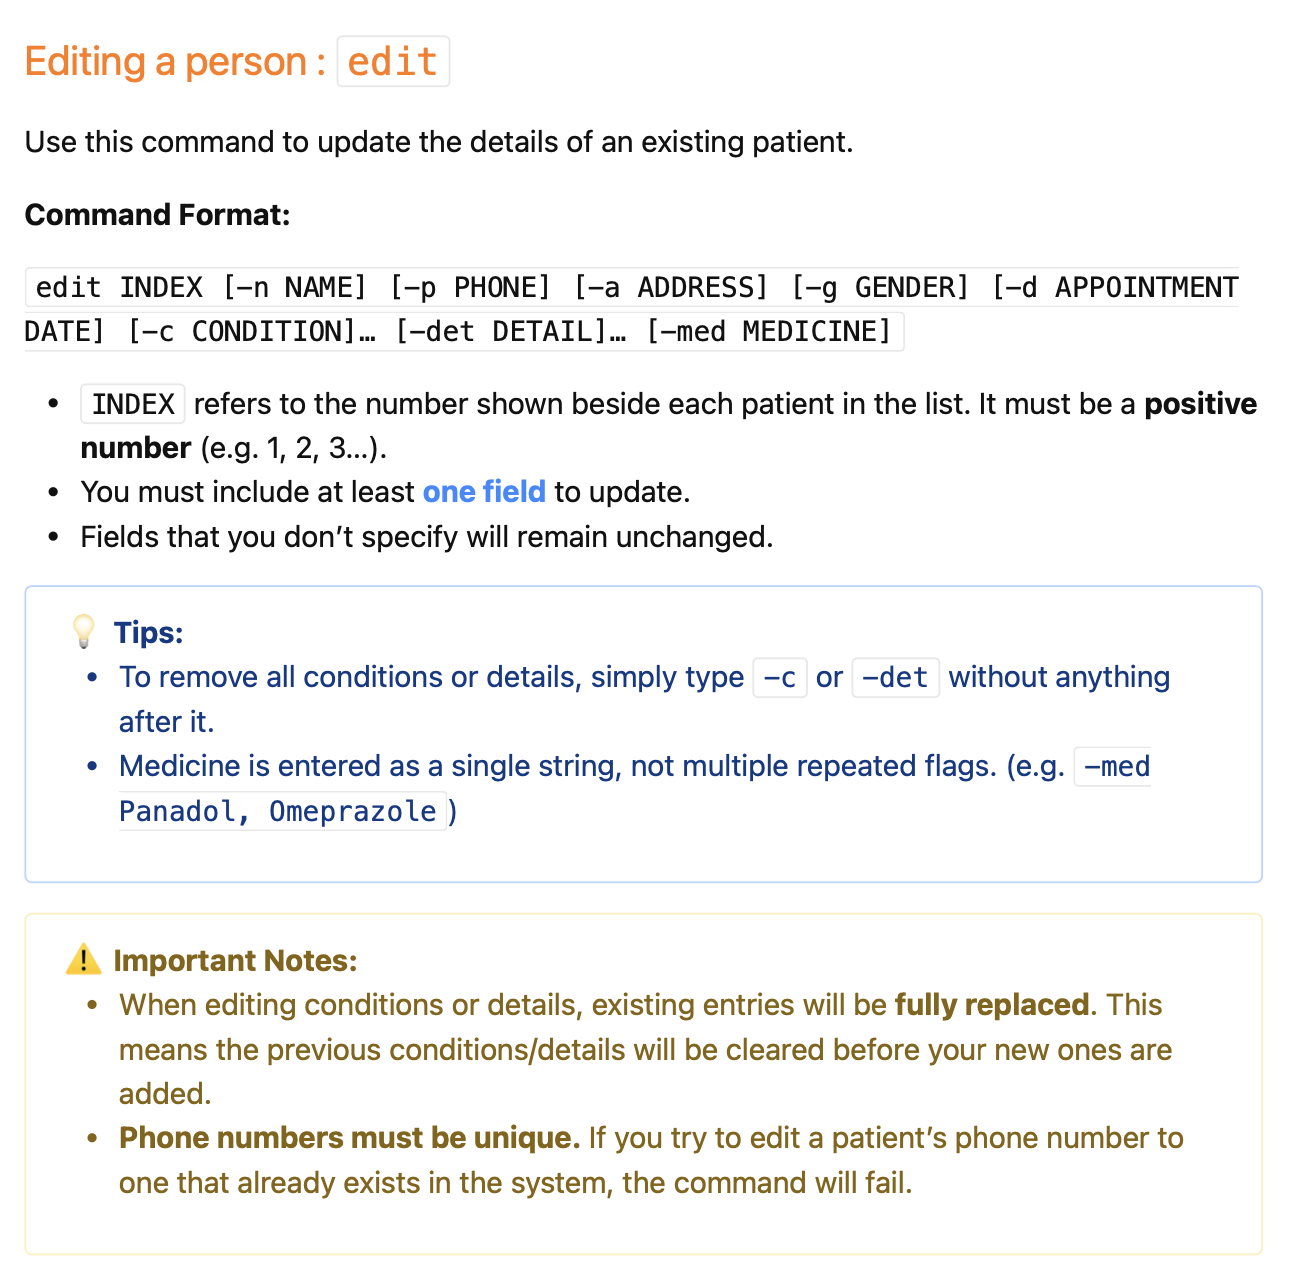 Editing a person : edit
Use this command to update the details of an existing patient.
Command Format:
edit INDEX [-n NAME] [-p PHONE] [-a ADDRESS] [-g GENDER] [-d APPOINTMENT
DATE] [-c CONDITION]… [-det DETAIL]… [-med MEDICINE]
• INDEX refers to the number shown beside each patient in the list. It must be a positive
number (e.g. 1, 2, 3…).
• You must include at least one field to update.
• Fields that you don’t specify will remain unchanged.
💡 Tips:
• To remove all conditions or details, simply type -c or -det without anything
after it.
• Medicine is entered as a single string, not multiple repeated flags. (e.g. -med
Panadol, Omeprazole)
⚠️ Important Notes:
• When editing conditions or details, existing entries will be fully replaced. This
means the previous conditions/details will be cleared before your new ones are
added.
• Phone numbers must be unique. If you try to edit a patient’s phone number to
one that already exists in the system, the command will fail.